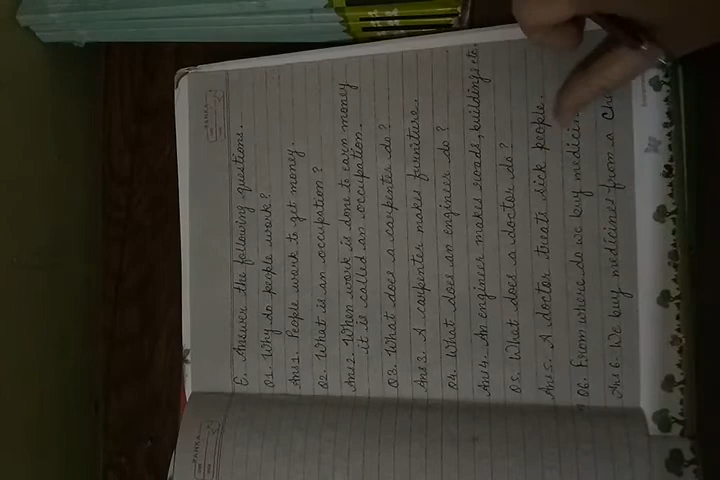 E. Answer the following questions.
Q1. Why do people work?
Ans1. People work to get money.
Q2. What is an occupation?
Ans2. When work is done to earn money
it is called an occupation.
Q3. What does a carpenter do?
Ans3. A carpenter makes furniture.
Q4. What does an engineer do?
Ans4. An engineer makes roads, buildings etc.
Q5. What does a doctor do?
Ans5. A doctor treats sick people.
Q6. From where do we buy
Ans6. We buy medicines from a